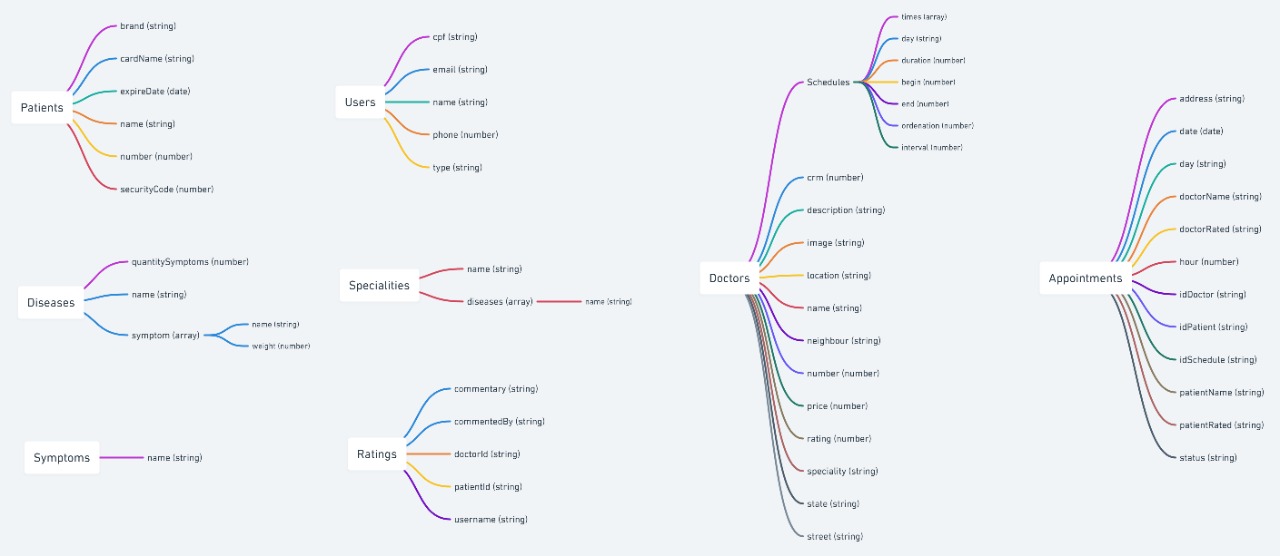 Patients
brand (string)
cardName (string)
expireDate (date)
name (string)
number (number)
securityCode (number)
Users
cpf (string)
email (string)
name (string)
phone (number)
type (string)
Diseases
quantitySymptoms (number)
name (string)
symptom (array)
name (string)
weight (number)
Specialities
name (string)
diseases (array)
name (string)
Symptoms
name (string)
Ratings
commentary (string)
commentedBy (string)
doctorId (string)
patientId (string)
username (string)
Doctors
Schedules
times (array)
day (string)
duration (number)
begin (number)
end (number)
ordenation (number)
interval (number)
crm (number)
description (string)
image (string)
location (string)
name (string)
neighbour (string)
number (number)
price (number)
rating (number)
speciality (string)
state (string)
street (string)
Appointments
address (string)
date (date)
day (string)
doctorName (string)
doctorRated (string)
hour (number)
idDoctor (string)
idPatient (string)
idSchedule (string)
patientName (string)
patientRated (string)
status (string)